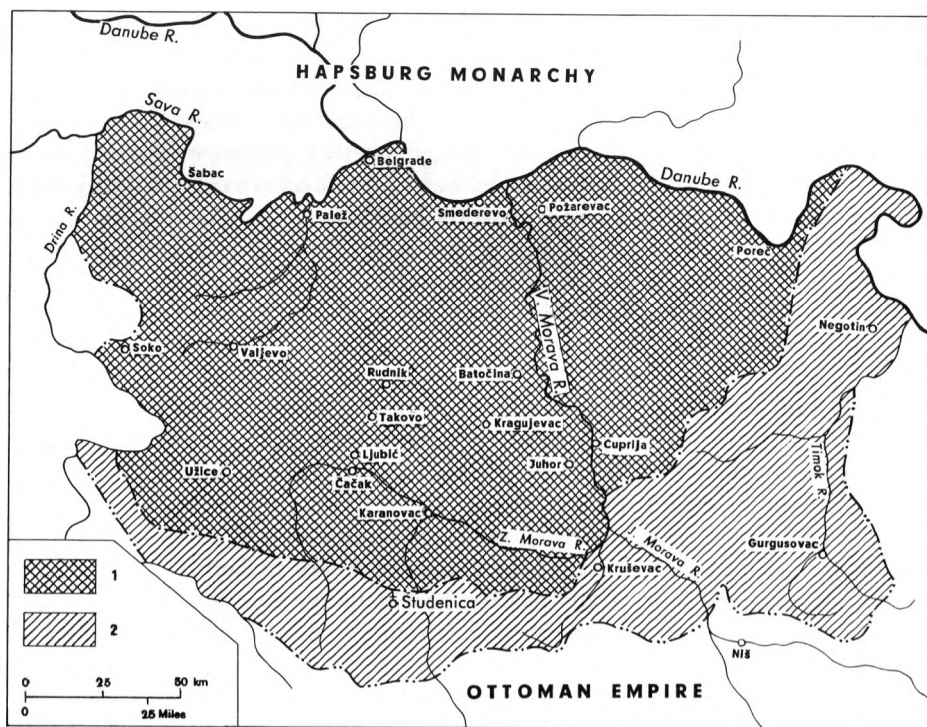 Danube R.
HAPSBURG MONARCHY
Sava R.
Belgrade
Šabac
Danube R.
Palež
Smederevo
Požarevac
Drina R.
Poreč
V. Morava R.
Negotin
Soko
Valjevo
Rudnik
Batočina
Takovo
Kragujevac
Ćuprija
Ljubić
Juhor
Užice
Čačak
Timok R.
Karanovac
Z. Morava R.
J. Morava R.
Gurgusovac
Kruševac
1
Studenica
2
Niš
0 25 50 km
OTTOMAN EMPIRE
0 25 Miles